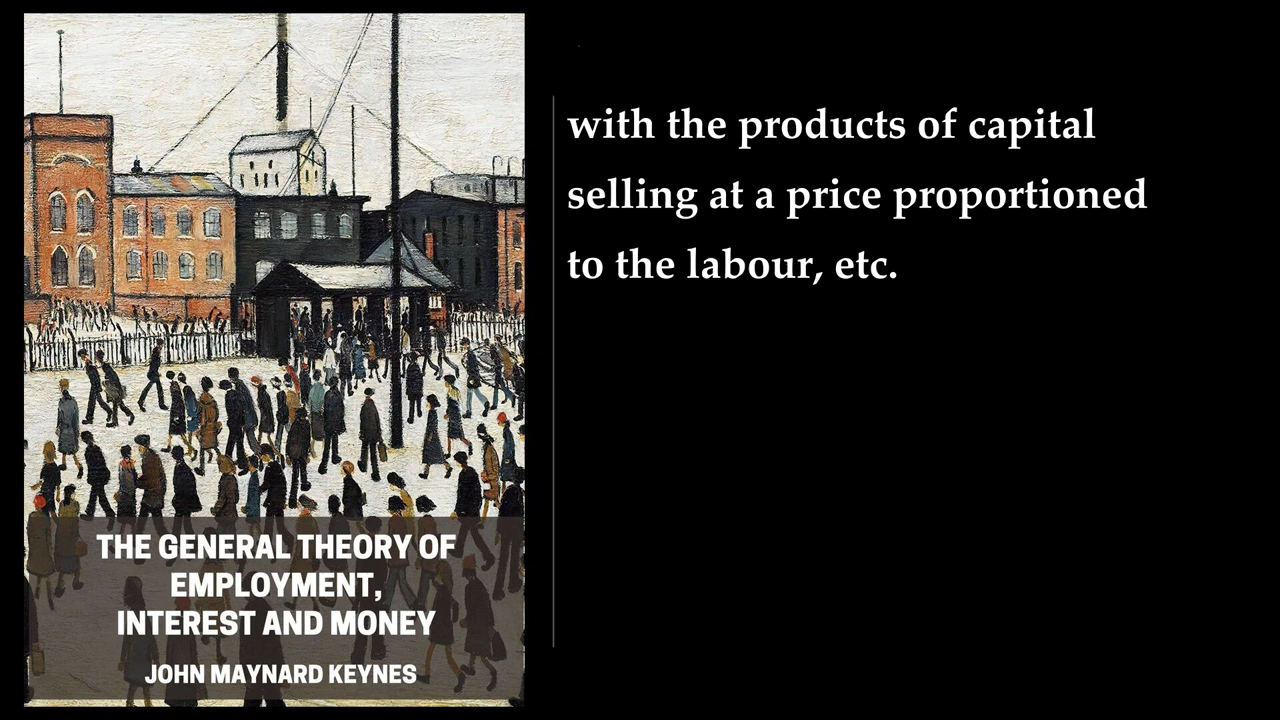 THE GENERAL THEORY OF
EMPLOYMENT,
INTEREST AND MONEY
JOHN MAYNARD KEYNES
with the products of capital
selling at a price proportioned
to the labour, etc.